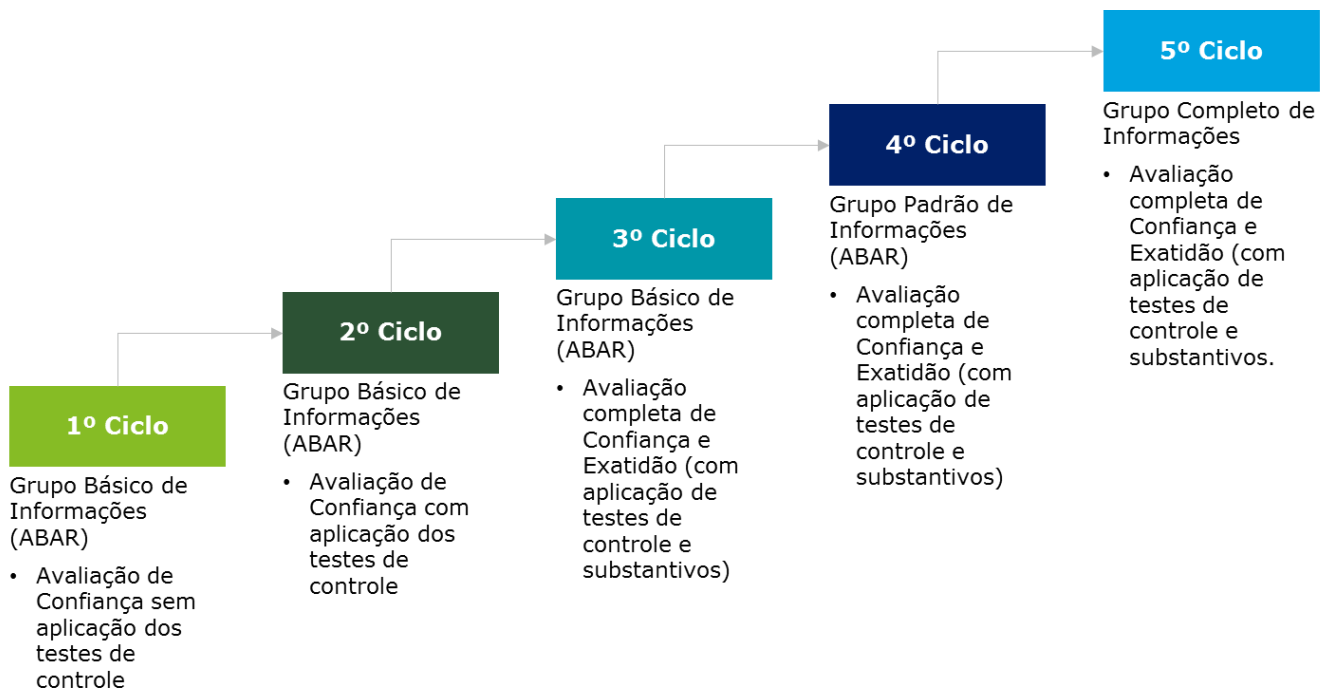 1º Ciclo
Grupo Básico de
Informações
(ABAR)
• Avaliação de
Confiança sem
aplicação dos
testes de
controle
2º Ciclo
Grupo Básico de
Informações
(ABAR)
• Avaliação de
Confiança com
aplicação dos
testes de
controle
3º Ciclo
Grupo Básico de
Informações
(ABAR)
• Avaliação
completa de
Confiança e
Exatidão (com
aplicação de
testes de
controle e
substantivos)
4º Ciclo
Grupo Padrão de
Informações
(ABAR)
• Avaliação
completa de
Confiança e
Exatidão (com
aplicação de
testes de
controle e
substantivos)
5º Ciclo
Grupo Completo de
Informações
• Avaliação
completa de
Confiança e
Exatidão (com
aplicação de
testes de
controle e
substantivos.